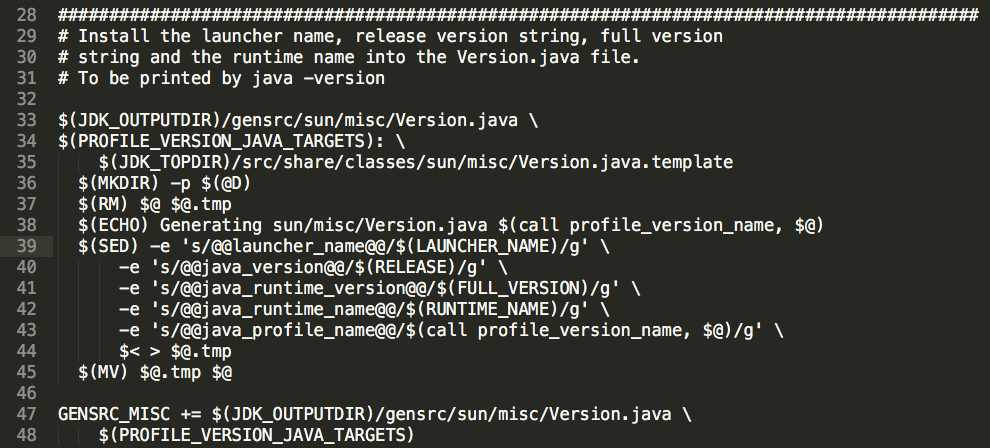 28 ##########################################################################################
29 # Install the launcher name, release version string, full version
30 # string and the runtime name into the Version.java file.
31 # To be printed by java -version
32
33 $(JDK_OUTPUTDIR)/gensrc/sun/misc/Version.java \
34 $(PROFILE_VERSION_JAVA_TARGETS): \
35     $(JDK_TOPDIR)/src/share/classes/sun/misc/Version.java.template
36   $(MKDIR) -p $(@D)
37   $(RM) $@ $@.tmp
38   $(ECHO) Generating sun/misc/Version.java $(call profile_version_name, $@)
39   $(SED) -e 's/@@launcher_name@@/$(LAUNCHER_NAME)/g' \
40       -e 's/@@java_version@@/$(RELEASE)/g' \
41       -e 's/@@java_runtime_version@@/$(FULL_VERSION)/g' \
42       -e 's/@@java_runtime_name@@/$(RUNTIME_NAME)/g' \
43       -e 's/@@java_profile_name@@/$(call profile_version_name, $@)/g' \
44       $< > $@.tmp
45   $(MV) $@.tmp $@
46
47 GENSRC_MISC += $(JDK_OUTPUTDIR)/gensrc/sun/misc/Version.java \
48     $(PROFILE_VERSION_JAVA_TARGETS)